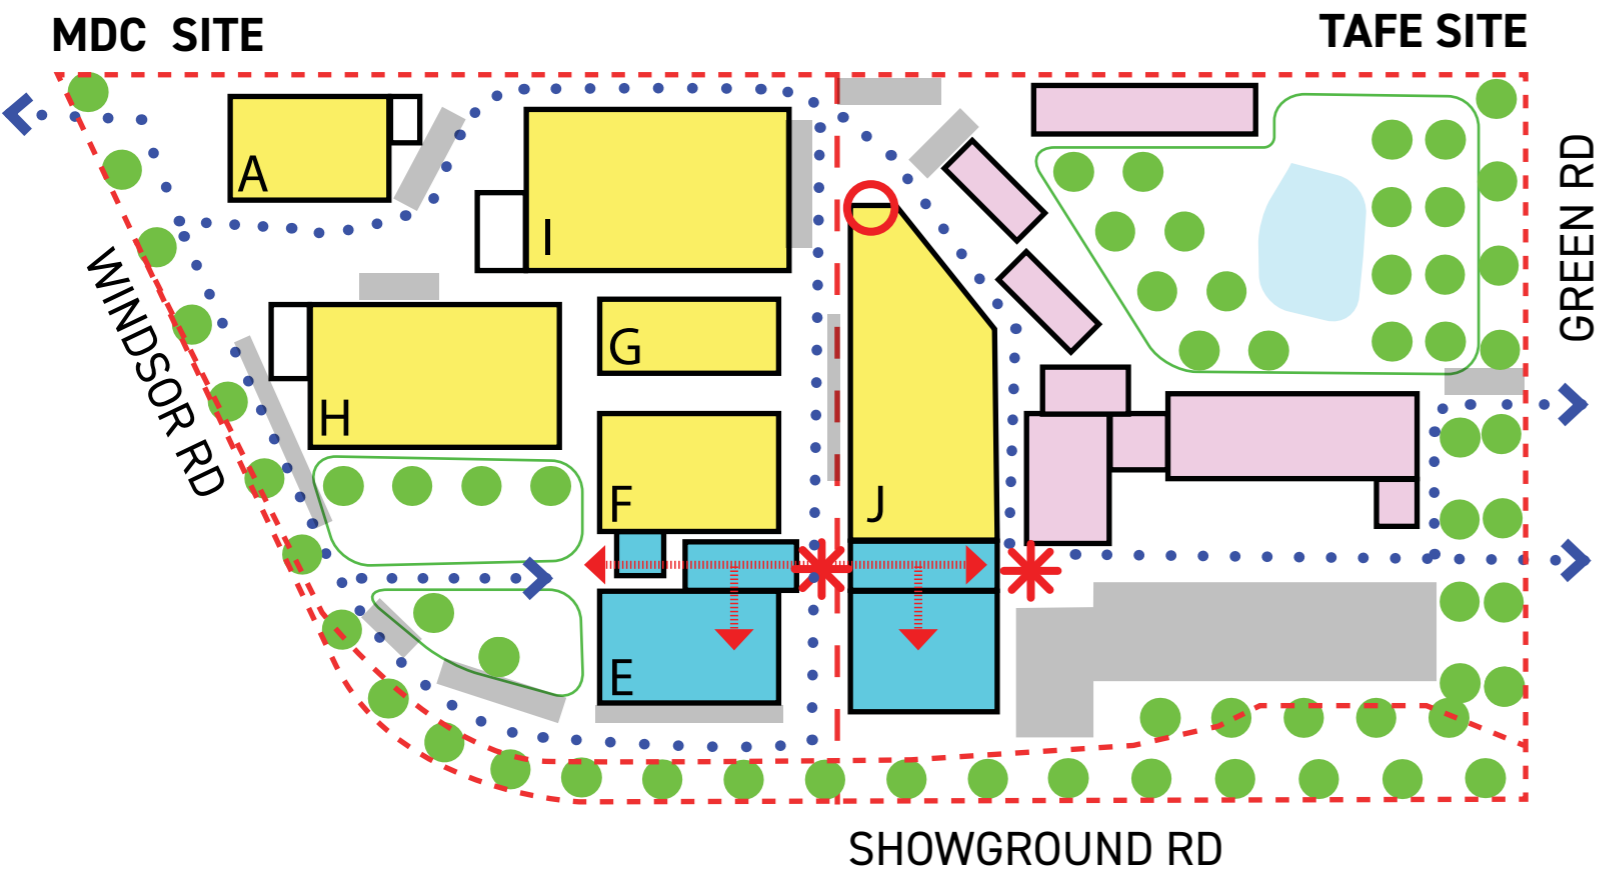 MDC SITE
TAFE SITE
A
I
GREEN RD
WINDSOR RD
G
H
F
J
E
SHOWGROUND RD